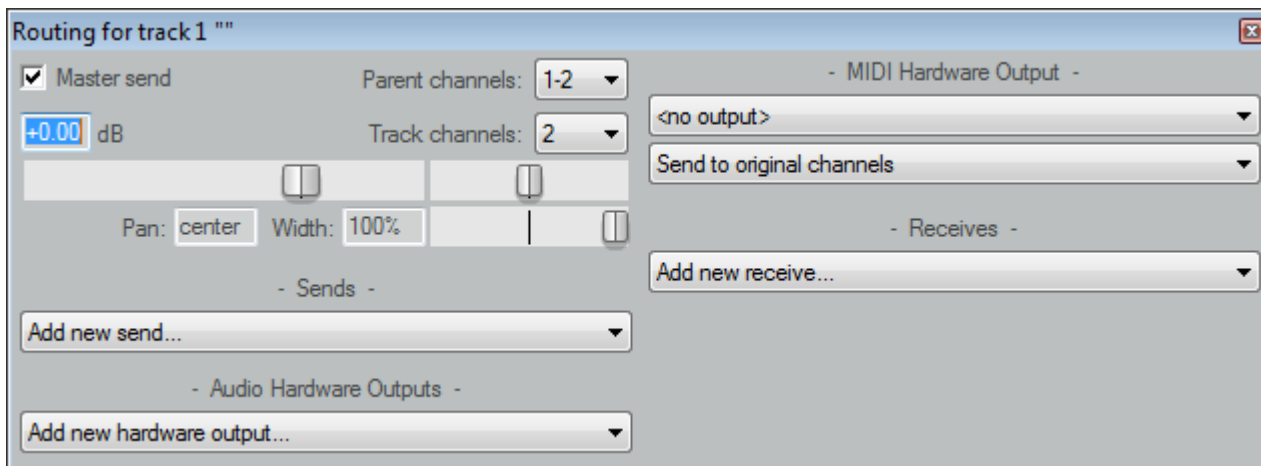 Routing for track 1 ""
Master send
Parent channels: 1-2
+0.00 dB
Track channels: 2
Pan: center Width: 100%
- Sends -
Add new send...
- Audio Hardware Outputs -
Add new hardware output...
- MIDI Hardware Output -
<no output>
Send to original channels
- Receives -
Add new receive...